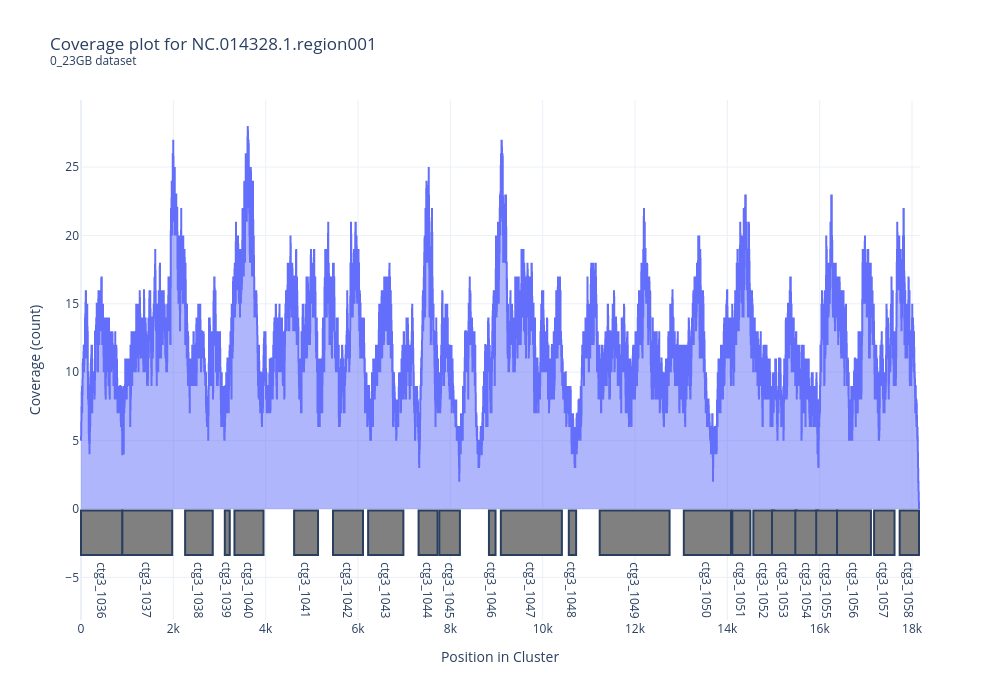 Coverage plot for NC.014328.1.region001
0_23GB dataset
Coverage (count)
25
20
15
10
5
0
−5
ctg3_1036
ctg3_1037
ctg3_1038
ctg3_1039
ctg3_1040
ctg3_1041
ctg3_1042
ctg3_1043
ctg3_1044
ctg3_1045
ctg3_1046
ctg3_1047
ctg3_1048
ctg3_1049
ctg3_1050
ctg3_1051
ctg3_1052
ctg3_1053
ctg3_1054
ctg3_1055
ctg3_1056
ctg3_1057
ctg3_1058
0
2k
4k
6k
8k
10k
12k
14k
16k
18k
Position in Cluster